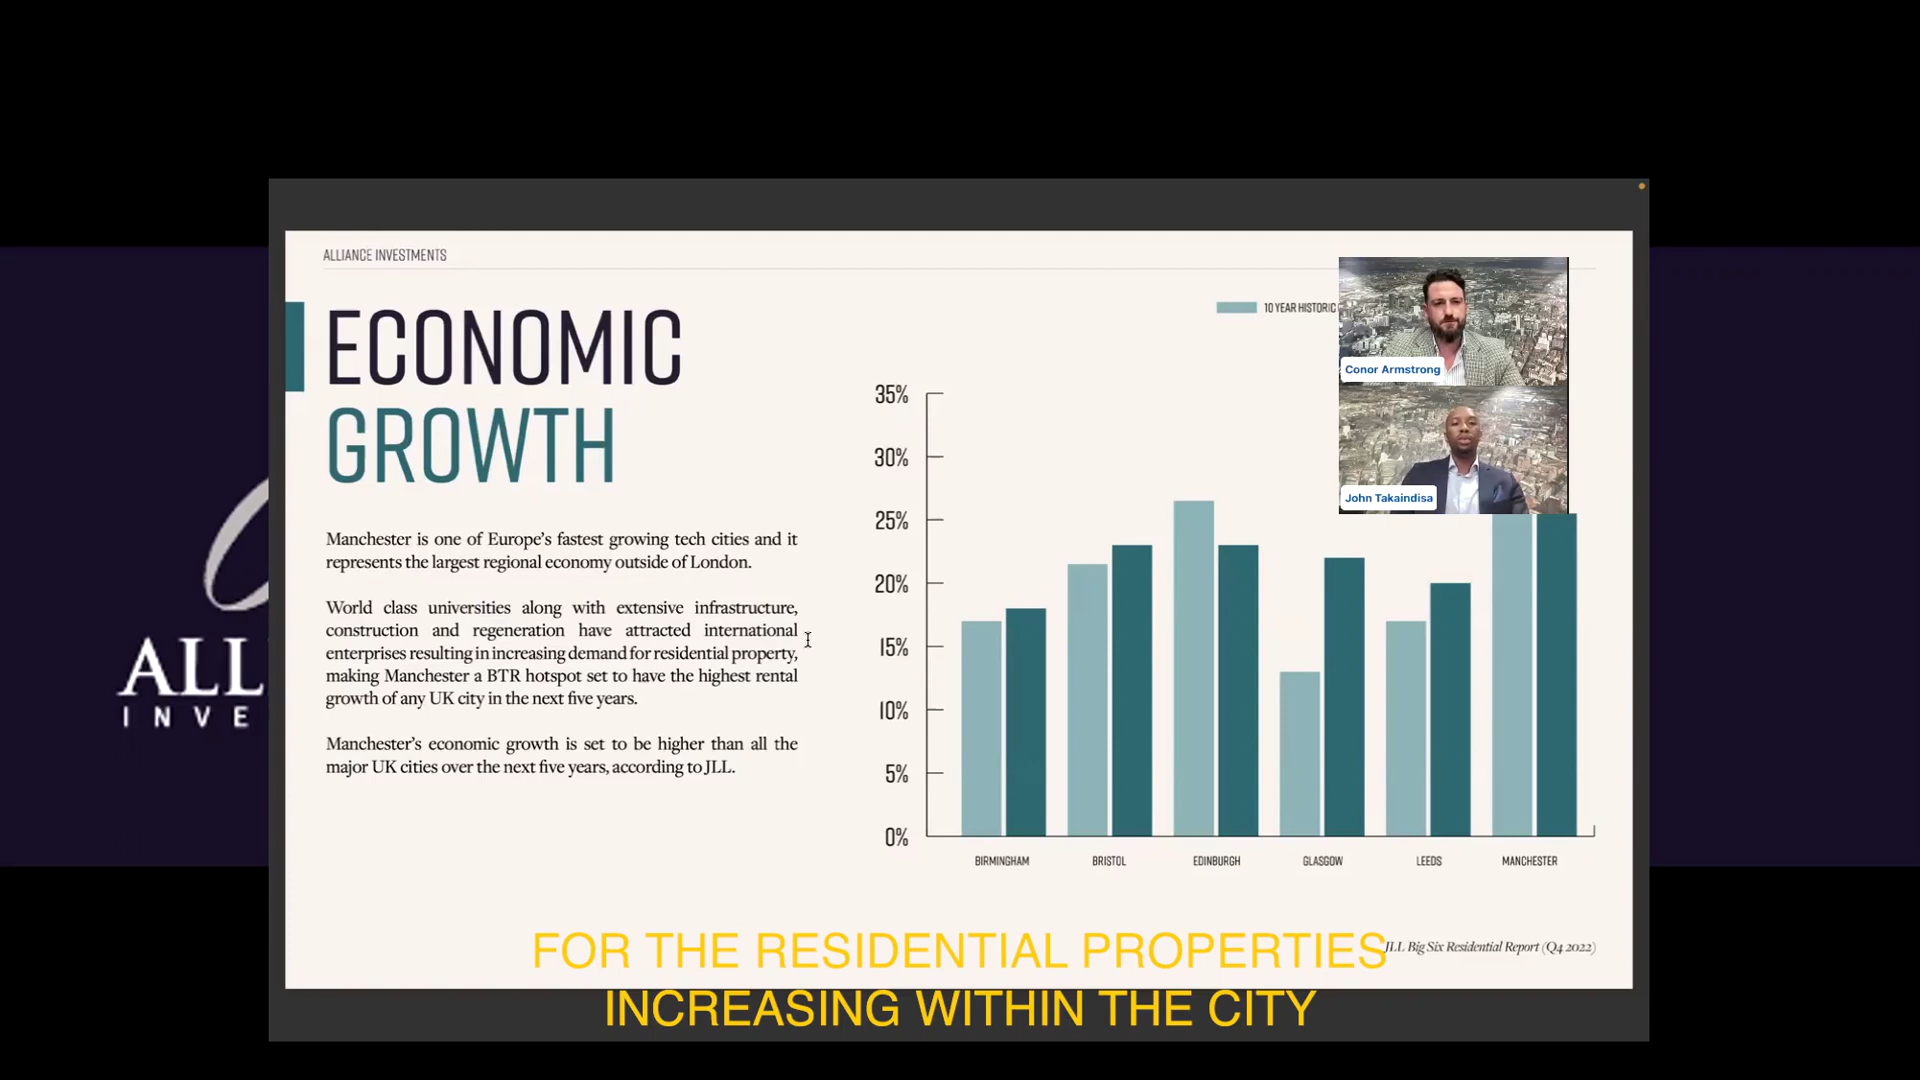 ALLIANCE INVESTMENTS
ECONOMIC
GROWTH
Manchester is one of Europe's fastest growing tech cities and it
represents the largest regional economy outside of London.
World class universities along with extensive infrastructure,
construction and regeneration have attracted international
enterprises resulting in increasing demand for residential property,
making Manchester a BTR hotspot set to have the highest rental
growth of any UK city in the next five years.
Manchester's economic growth is set to be higher than all the
major UK cities over the next five years, according to JLL.
10 YEAR HISTORIC
Conor Armstrong
John Takaindisa
35%
30%
25%
20%
15%
10%
5%
0%
BIRMINGHAM
BRISTOL
EDINBURGH
GLASGOW
LEEDS
MANCHESTER
JLL Big Six Residential Report (Q4 2022)
ALL
INVE
FOR THE RESIDENTIAL PROPERTIES
INCREASING WITHIN THE CITY